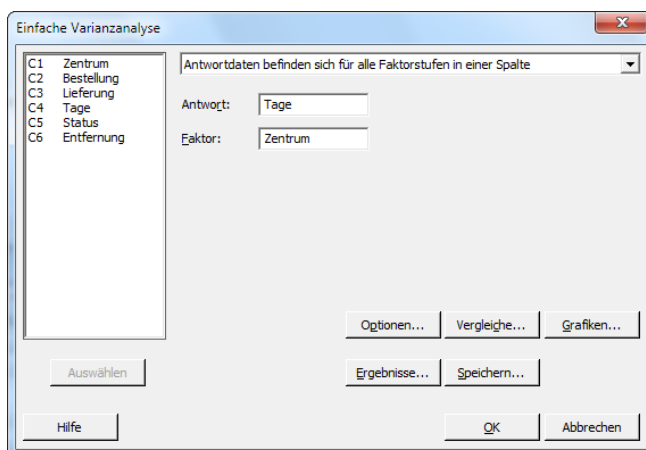 Einfache Varianzanalyse
x
C1 Zentrum
C2 Bestellung
C3 Lieferung
C4 Tage
C5 Status
C6 Entfernung
Antwortdaten befinden sich für alle Faktorstufen in einer Spalte
Antwort: Tage
Faktor: Zentrum
Optionen... Vergleiche... Grafiken...
Auswählen Ergebnisse... Speichern...
Hilfe OK Abbrechen